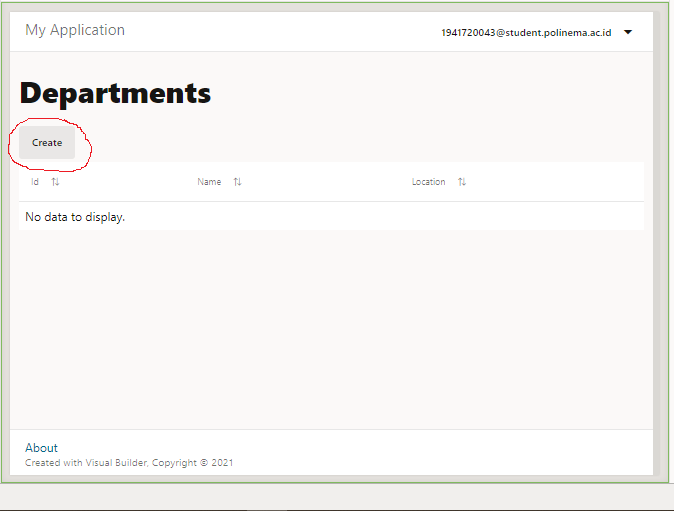 My Application
1941720043@student.polinema.ac.id
Departments
Create
Id Name Location
No data to display.
About
Created with Visual Builder, Copyright © 2021